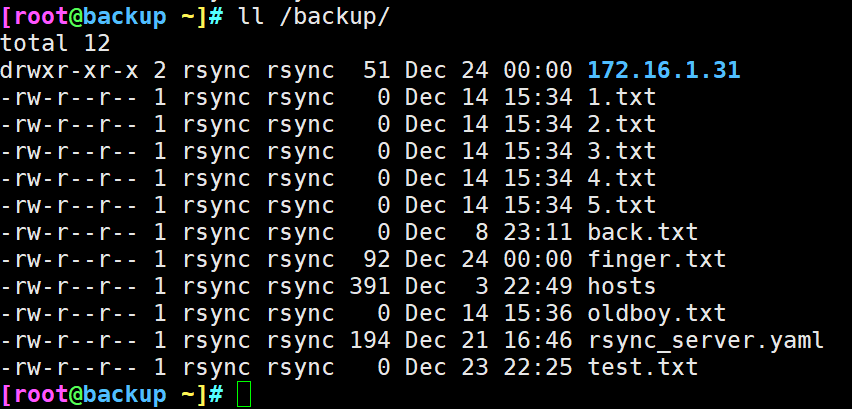 [root@backup ~]# ll /backup/
total 12
drwxr-xr-x 2 rsync rsync  51 Dec 24 00:00 172.16.1.31
-rw-r--r-- 1 rsync rsync   0 Dec 14 15:34 1.txt
-rw-r--r-- 1 rsync rsync   0 Dec 14 15:34 2.txt
-rw-r--r-- 1 rsync rsync   0 Dec 14 15:34 3.txt
-rw-r--r-- 1 rsync rsync   0 Dec 14 15:34 4.txt
-rw-r--r-- 1 rsync rsync   0 Dec 14 15:34 5.txt
-rw-r--r-- 1 rsync rsync   0 Dec  8 23:11 back.txt
-rw-r--r-- 1 rsync rsync  92 Dec 24 00:00 finger.txt
-rw-r--r-- 1 rsync rsync 391 Dec  3 22:49 hosts
-rw-r--r-- 1 rsync rsync   0 Dec 14 15:36 oldboy.txt
-rw-r--r-- 1 rsync rsync 194 Dec 21 16:46 rsync_server.yaml
-rw-r--r-- 1 rsync rsync   0 Dec 23 22:25 test.txt
[root@backup ~]#